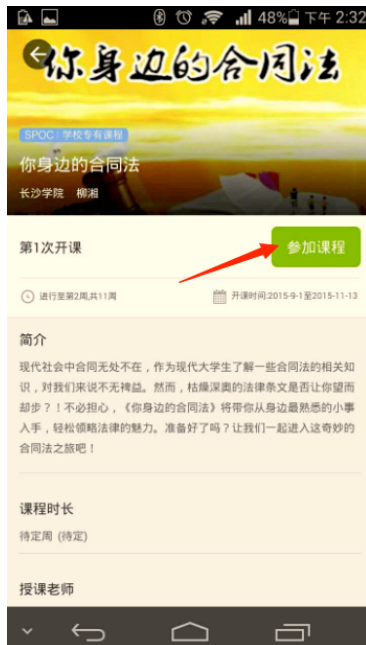 48% 下午 2:32
你身边的合同法
SPOC 学校专有课程
你身边的合同法
长沙学院 柳湘
第1次开课
参加课程
进行至第2周,共11周
开课时间:2015-9-1至2015-11-13
简介
现代社会中合同无处不在，作为现代大学生了解一些合同法的相关知
识，对我们来说不无裨益。然而，枯燥深奥的法律条文是否让你望而
却步？！不必担心，《你身边的合同法》将带你从身边最熟悉的小事
入手，轻松领略法律的魅力。准备好了吗？让我们一起进入这奇妙的
合同法之旅吧！
课程时长
待定周 (待定)
授课老师